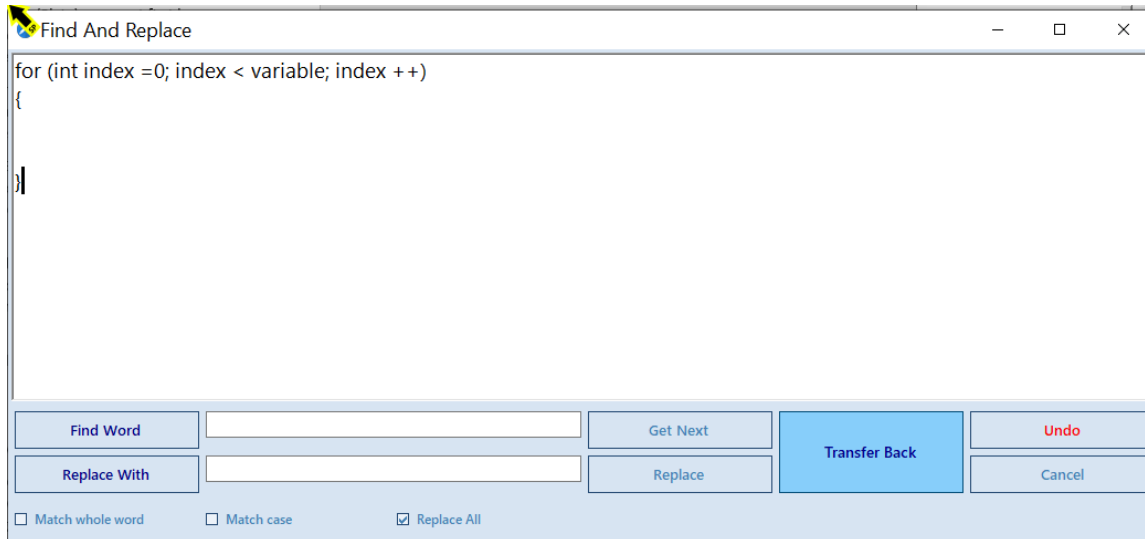 Find And Replace
for (int index =0; index < variable; index ++)
{
}
Find Word
Get Next
Transfer Back
Undo
Replace With
Replace
Cancel
Match whole word
Match case
Replace All